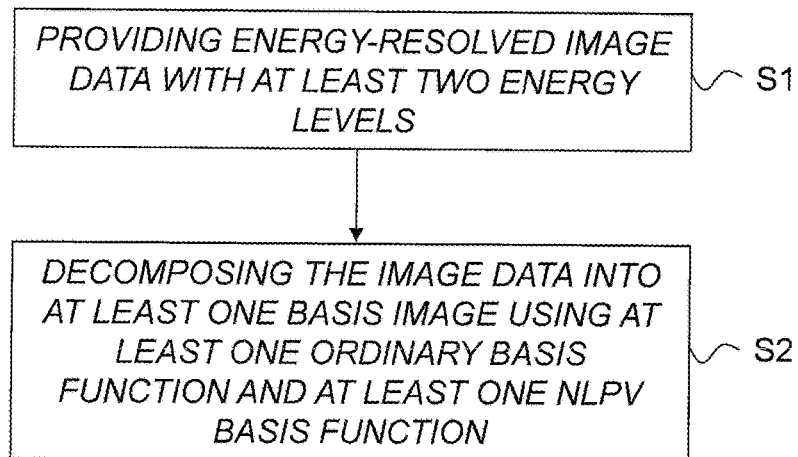 PROVIDING ENERGY-RESOLVED IMAGE
DATA WITH AT LEAST TWO ENERGY
LEVELS
S1
DECOMPOSING THE IMAGE DATA INTO
AT LEAST ONE BASIS IMAGE USING AT
LEAST ONE ORDINARY BASIS
FUNCTION AND AT LEAST ONE NLPV
BASIS FUNCTION
S2